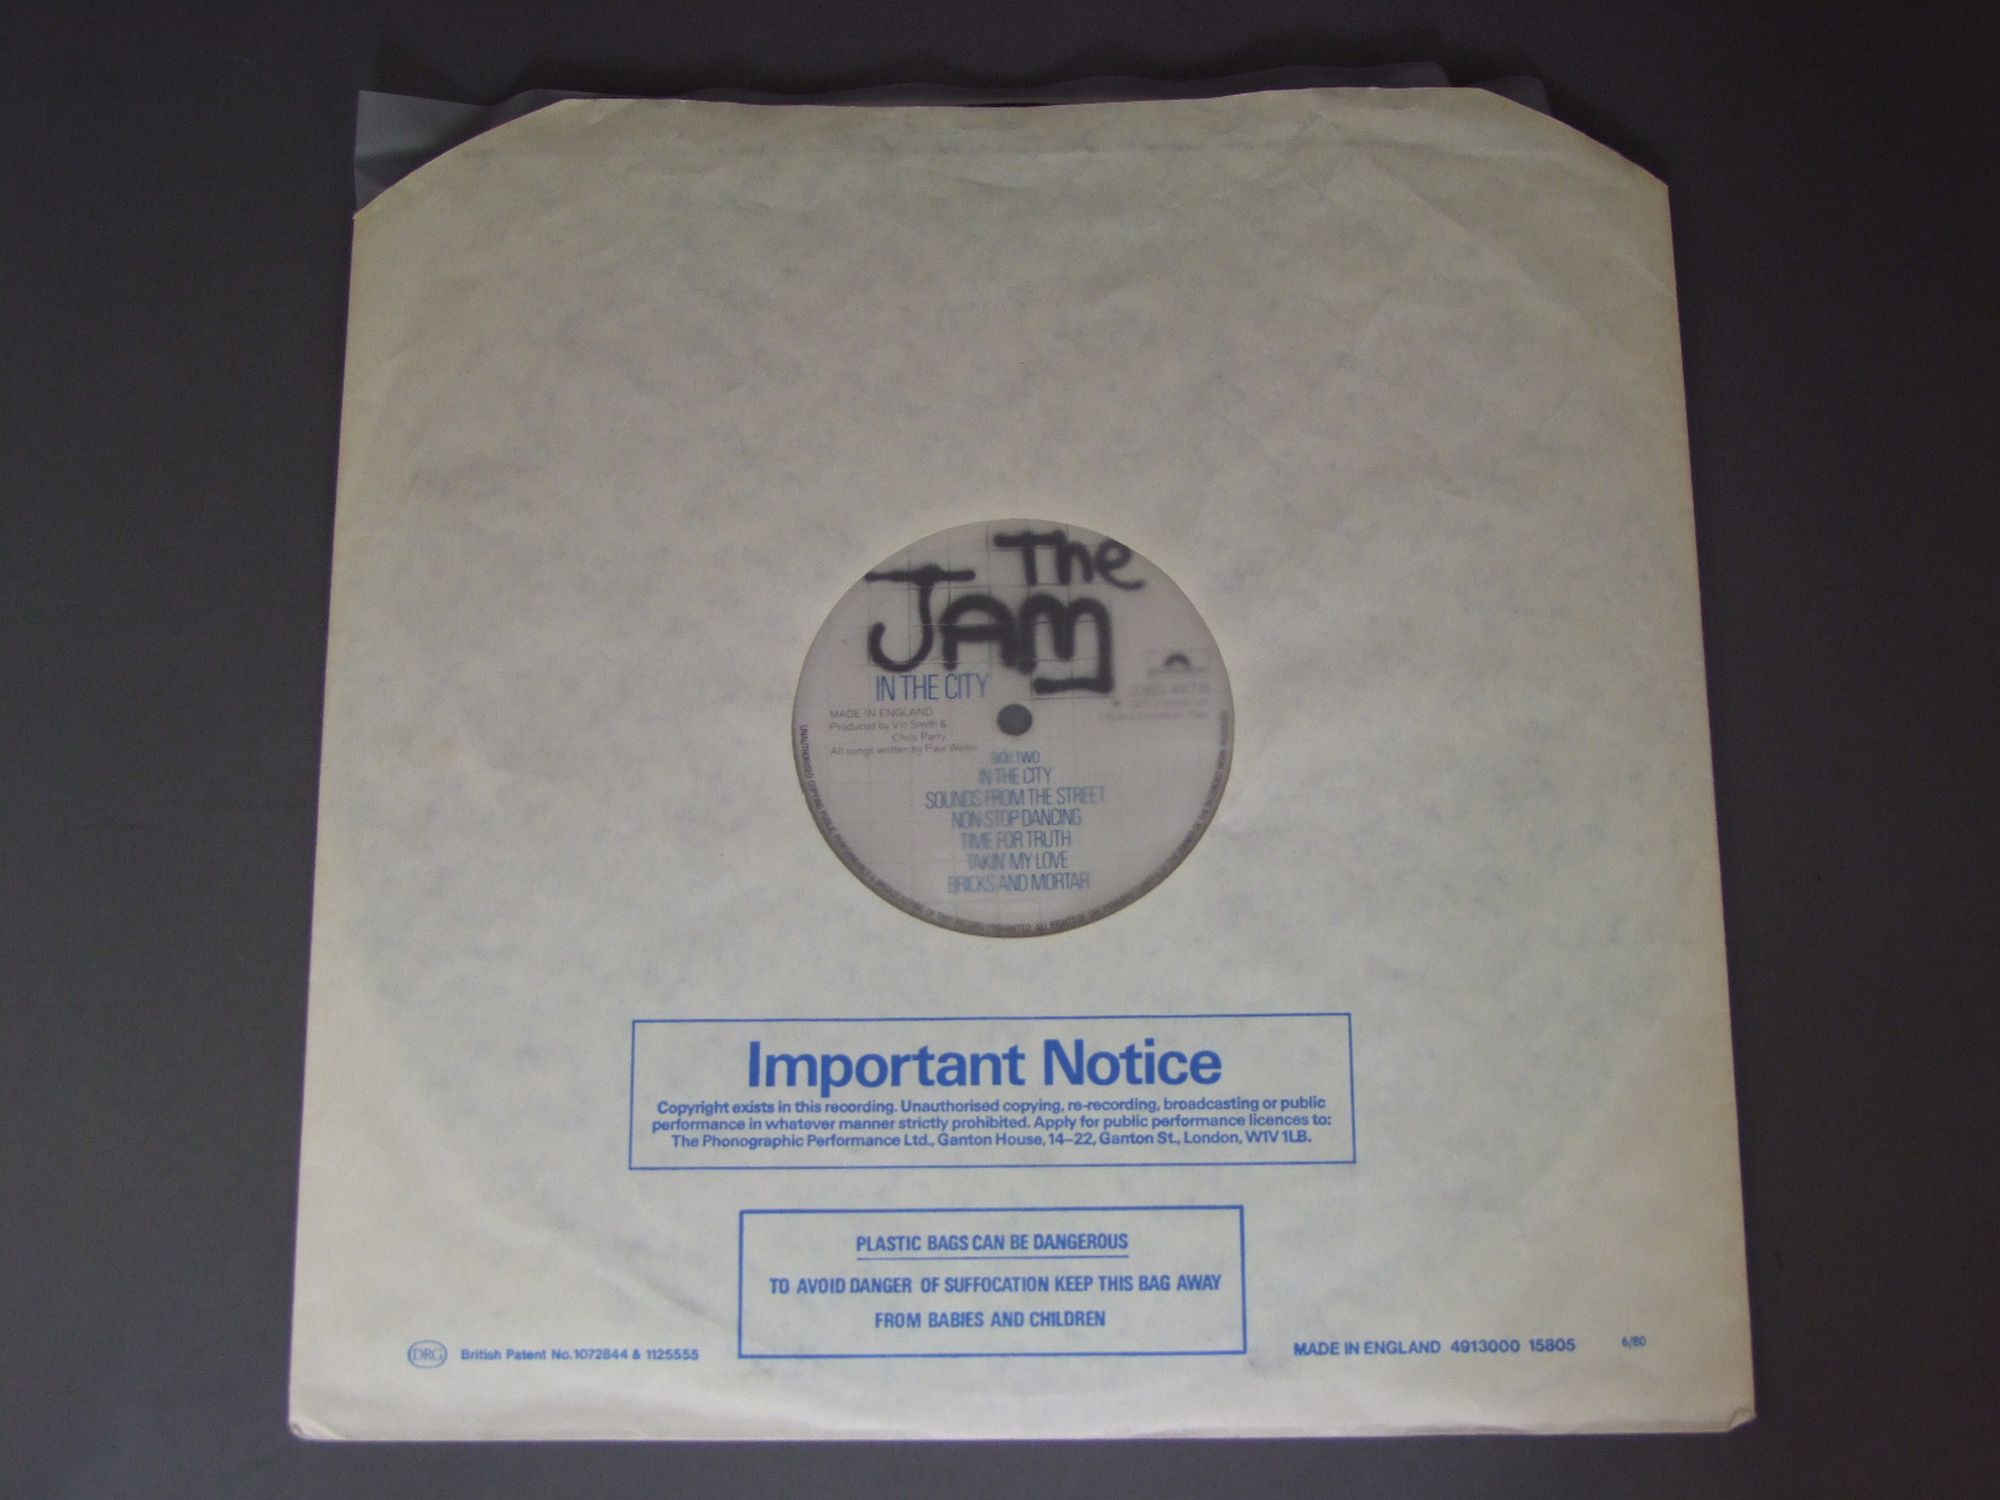 The
JAM
IN THE CITY
MADE IN ENGLAND
Produced by Vic Smith &
Chris Parry
All songs written by Paul Weller
side TWO
IN THE CITY
SOUNDS FROM THE STREET
NON-STOP DANCING
TIME FOR TRUTH
TAKIN' MY LOVE
BRICKS AND MORTAR
Important Notice
Copyright exists in this recording. Unauthorised copying, re-recording, broadcasting or public
performance in whatever manner strictly prohibited. Apply for public performance licences to:
The Phonographic Performance Ltd., Ganton House, 14–22, Ganton St., London, W1V 1LB.
PLASTIC BAGS CAN BE DANGEROUS
TO AVOID DANGER OF SUFFOCATION KEEP THIS BAG AWAY
FROM BABIES AND CHILDREN
DRG British Patent No. 1072844 & 1125555
MADE IN ENGLAND 4913000 15805 6/80